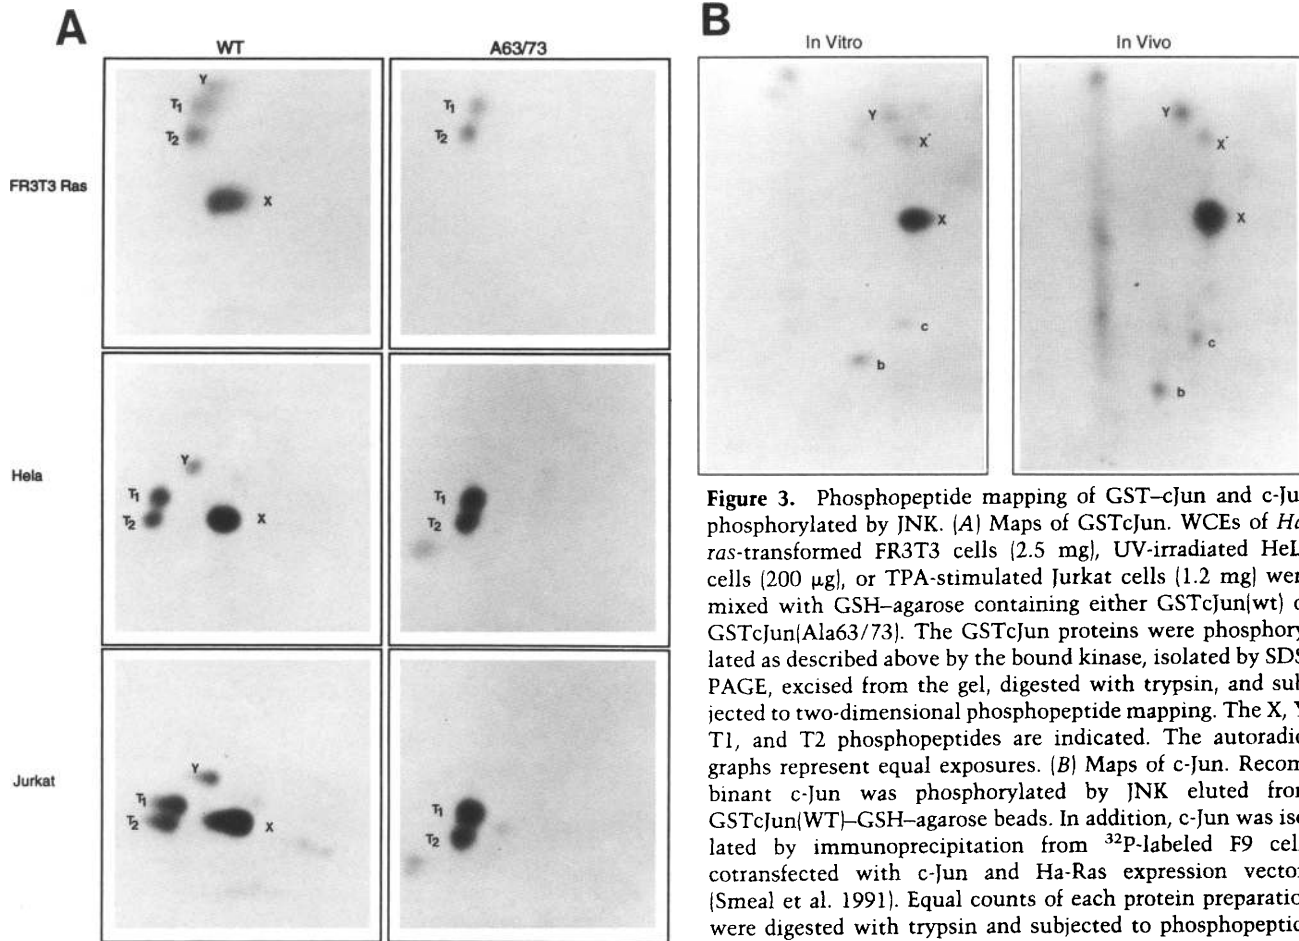 A
WT
A63/73
FR3T3 Ras
Y
T1
T2
X
T1
T2
Hela
Y
T1
T2
X
T1
T2
Jurkat
Y
T1
T2
X
T1
T2
B
In Vitro
In Vivo
Y
X'
X
c
b
Y
X'
X
c
b
Figure 3. Phosphopeptide mapping of GST–cJun and c-Ju
phosphorylated by JNK. (A) Maps of GSTcJun. WCEs of Ha
ras-transformed FR3T3 cells (2.5 mg), UV-irradiated HeL
cells (200 μg), or TPA-stimulated Jurkat cells (1.2 mg) wer
mixed with GSH–agarose containing either GSTcJun(wt) o
GSTcJun(Ala63/73). The GSTcJun proteins were phosphory
lated as described above by the bound kinase, isolated by SDS
PAGE, excised from the gel, digested with trypsin, and sub
jected to two-dimensional phosphopeptide mapping. The X, Y
T1, and T2 phosphopeptides are indicated. The autoradio
graphs represent equal exposures. (B) Maps of c-Jun. Recom
binant c-Jun was phosphorylated by JNK eluted from
GSTcJun(WT)–GSH–agarose beads. In addition, c-Jun was iso
lated by immunoprecipitation from 32P-labeled F9 cell
cotransfected with c-Jun and Ha-Ras expression vector
(Smeal et al. 1991). Equal counts of each protein preparatio
were digested with trypsin and subjected to phosphopeptid